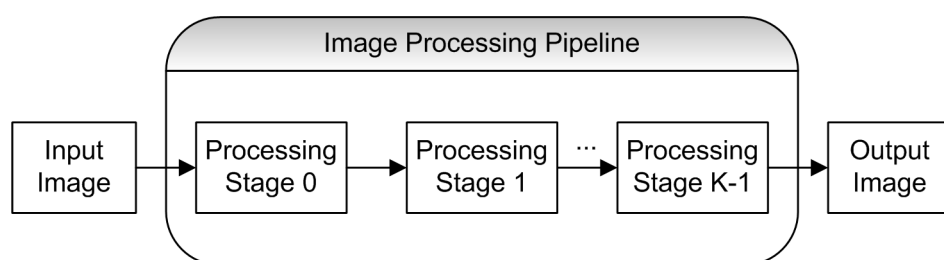 Image Processing Pipeline
Input
Image
Processing
Stage 0
Processing
Stage 1
...
Processing
Stage K-1
Output
Image